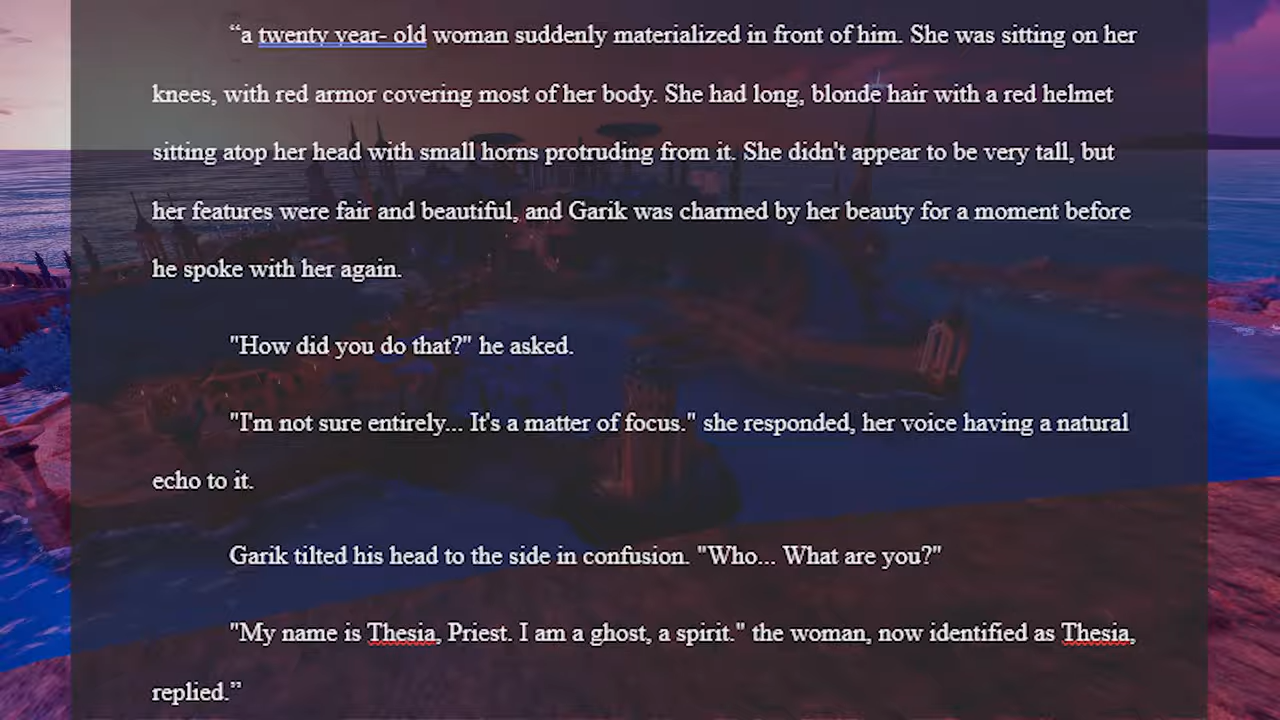 “a twenty year- old woman suddenly materialized in front of him. She was sitting on her
knees, with red armor covering most of her body. She had long, blonde hair with a red helmet
sitting atop her head with small horns protruding from it. She didn't appear to be very tall, but
her features were fair and beautiful, and Garik was charmed by her beauty for a moment before
he spoke with her again.
"How did you do that?" he asked.
"I'm not sure entirely... It's a matter of focus." she responded, her voice having a natural
echo to it.
Garik tilted his head to the side in confusion. "Who... What are you?"
"My name is Thesia, Priest. I am a ghost, a spirit." the woman, now identified as Thesia,
replied.”